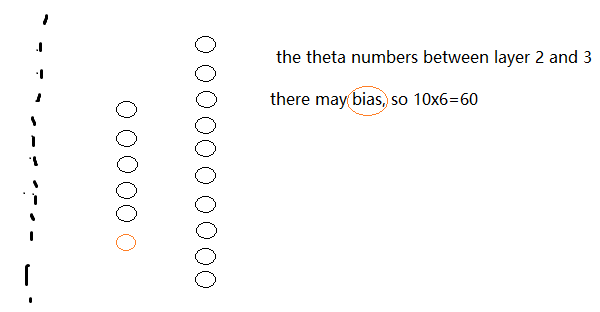 the theta numbers between layer 2 and 3
there may bias, so 10x6=60